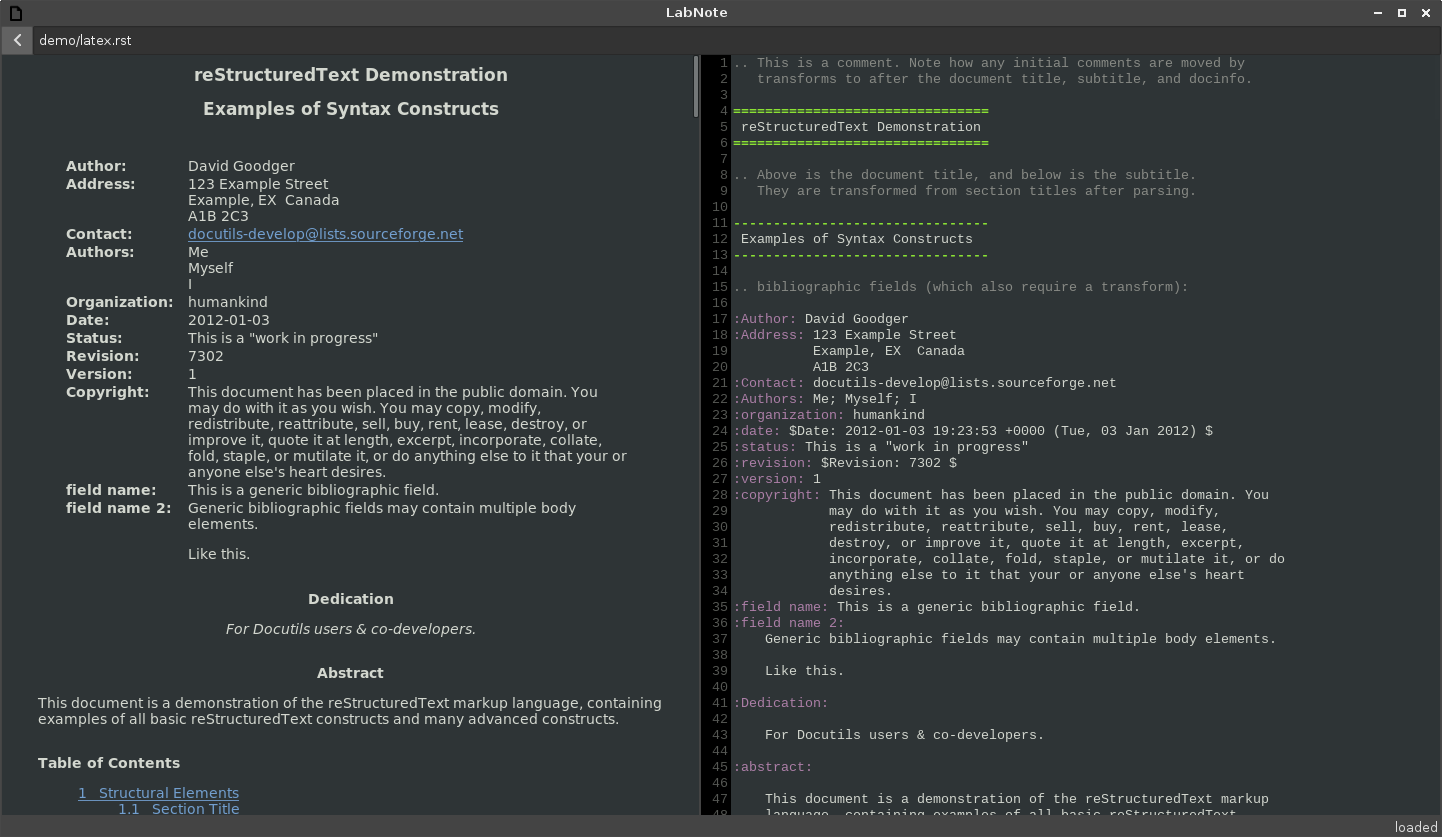 LabNote
demo/latex.rst
reStructuredText Demonstration
Examples of Syntax Constructs
Author: David Goodger
Address: 123 Example Street
Example, EX  Canada
A1B 2C3
Contact: docutils-develop@lists.sourceforge.net
Authors: Me
Myself
I
Organization: humankind
Date: 2012-01-03
Status: This is a "work in progress"
Revision: 7302
Version: 1
Copyright: This document has been placed in the public domain. You
may do with it as you wish. You may copy, modify,
redistribute, reattribute, sell, buy, rent, lease, destroy, or
improve it, quote it at length, excerpt, incorporate, collate,
fold, staple, or mutilate it, or do anything else to it that your or
anyone else's heart desires.
field name: This is a generic bibliographic field.
field name 2: Generic bibliographic fields may contain multiple body
elements.
Like this.
Dedication
For Docutils users & co-developers.
Abstract
This document is a demonstration of the reStructuredText markup language, containing
examples of all basic reStructuredText constructs and many advanced constructs.
Table of Contents
1 Structural Elements
1.1 Section Title
1 .. This is a comment. Note how any initial comments are moved by
2    transforms to after the document title, subtitle, and docinfo.
3
4 ================================
5  reStructuredText Demonstration
6 ================================
7
8 .. Above is the document title, and below is the subtitle.
9    They are transformed from section titles after parsing.
10
11 --------------------------------
12  Examples of Syntax Constructs
13 --------------------------------
14
15 .. bibliographic fields (which also require a transform):
16
17 :Author: David Goodger
18 :Address: 123 Example Street
19           Example, EX  Canada
20           A1B 2C3
21 :Contact: docutils-develop@lists.sourceforge.net
22 :Authors: Me; Myself; I
23 :organization: humankind
24 :date: $Date: 2012-01-03 19:23:53 +0000 (Tue, 03 Jan 2012) $
25 :status: This is a "work in progress"
26 :revision: $Revision: 7302 $
27 :version: 1
28 :copyright: This document has been placed in the public domain. You
29             may do with it as you wish. You may copy, modify,
30             redistribute, reattribute, sell, buy, rent, lease,
31             destroy, or improve it, quote it at length, excerpt,
32             incorporate, collate, fold, staple, or mutilate it, or do
33             anything else to it that your or anyone else's heart
34             desires.
35 :field name: This is a generic bibliographic field.
36 :field name 2:
37     Generic bibliographic fields may contain multiple body elements.
38
39     Like this.
40
41 :Dedication:
42
43     For Docutils users & co-developers.
44
45 :abstract:
46
47     This document is a demonstration of the reStructuredText markup
48     language, containing examples of all basic reStructuredText
loaded